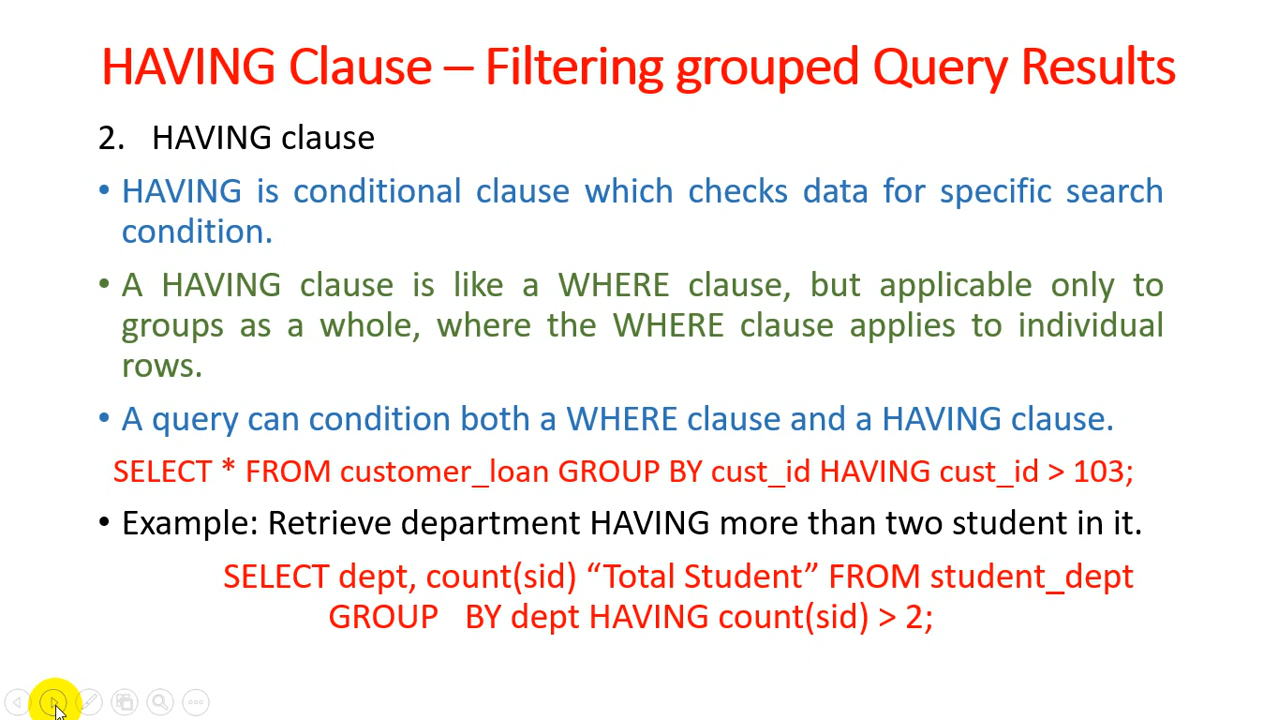 HAVING Clause – Filtering grouped Query Results
2. HAVING clause
• HAVING is conditional clause which checks data for specific search
condition.
• A HAVING clause is like a WHERE clause, but applicable only to
groups as a whole, where the WHERE clause applies to individual
rows.
• A query can condition both a WHERE clause and a HAVING clause.
SELECT * FROM customer_loan GROUP BY cust_id HAVING cust_id > 103;
• Example: Retrieve department HAVING more than two student in it.
SELECT dept, count(sid) “Total Student” FROM student_dept
GROUP BY dept HAVING count(sid) > 2;